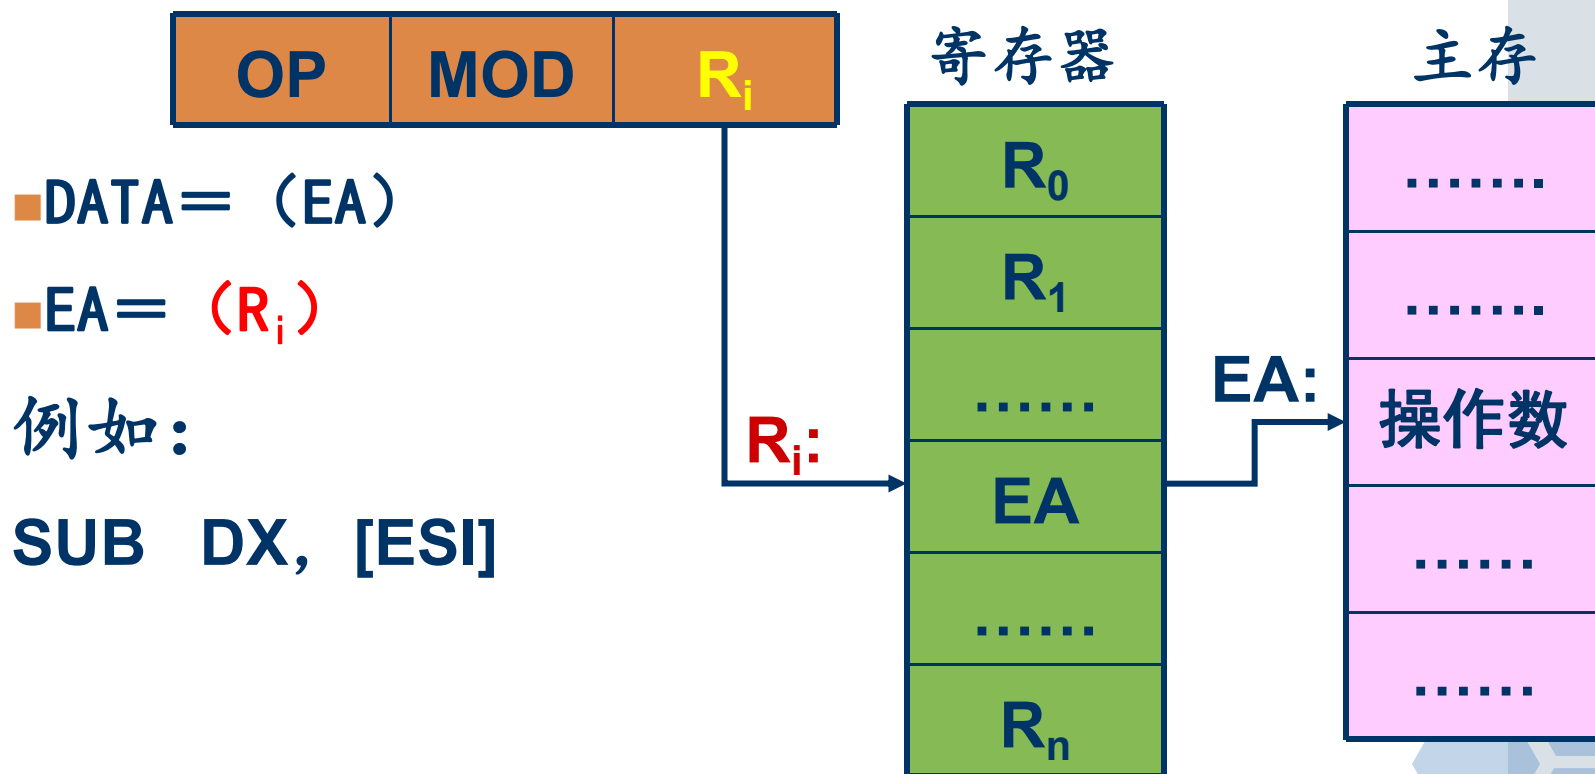 OP MOD Ri
■DATA＝（EA）
■EA＝（Ri）
例如：
SUB DX，[ESI]
寄存器
R0
R1
……
Ri:
EA
……
Rn
主存
…….
…….
EA:
操作数
……
……